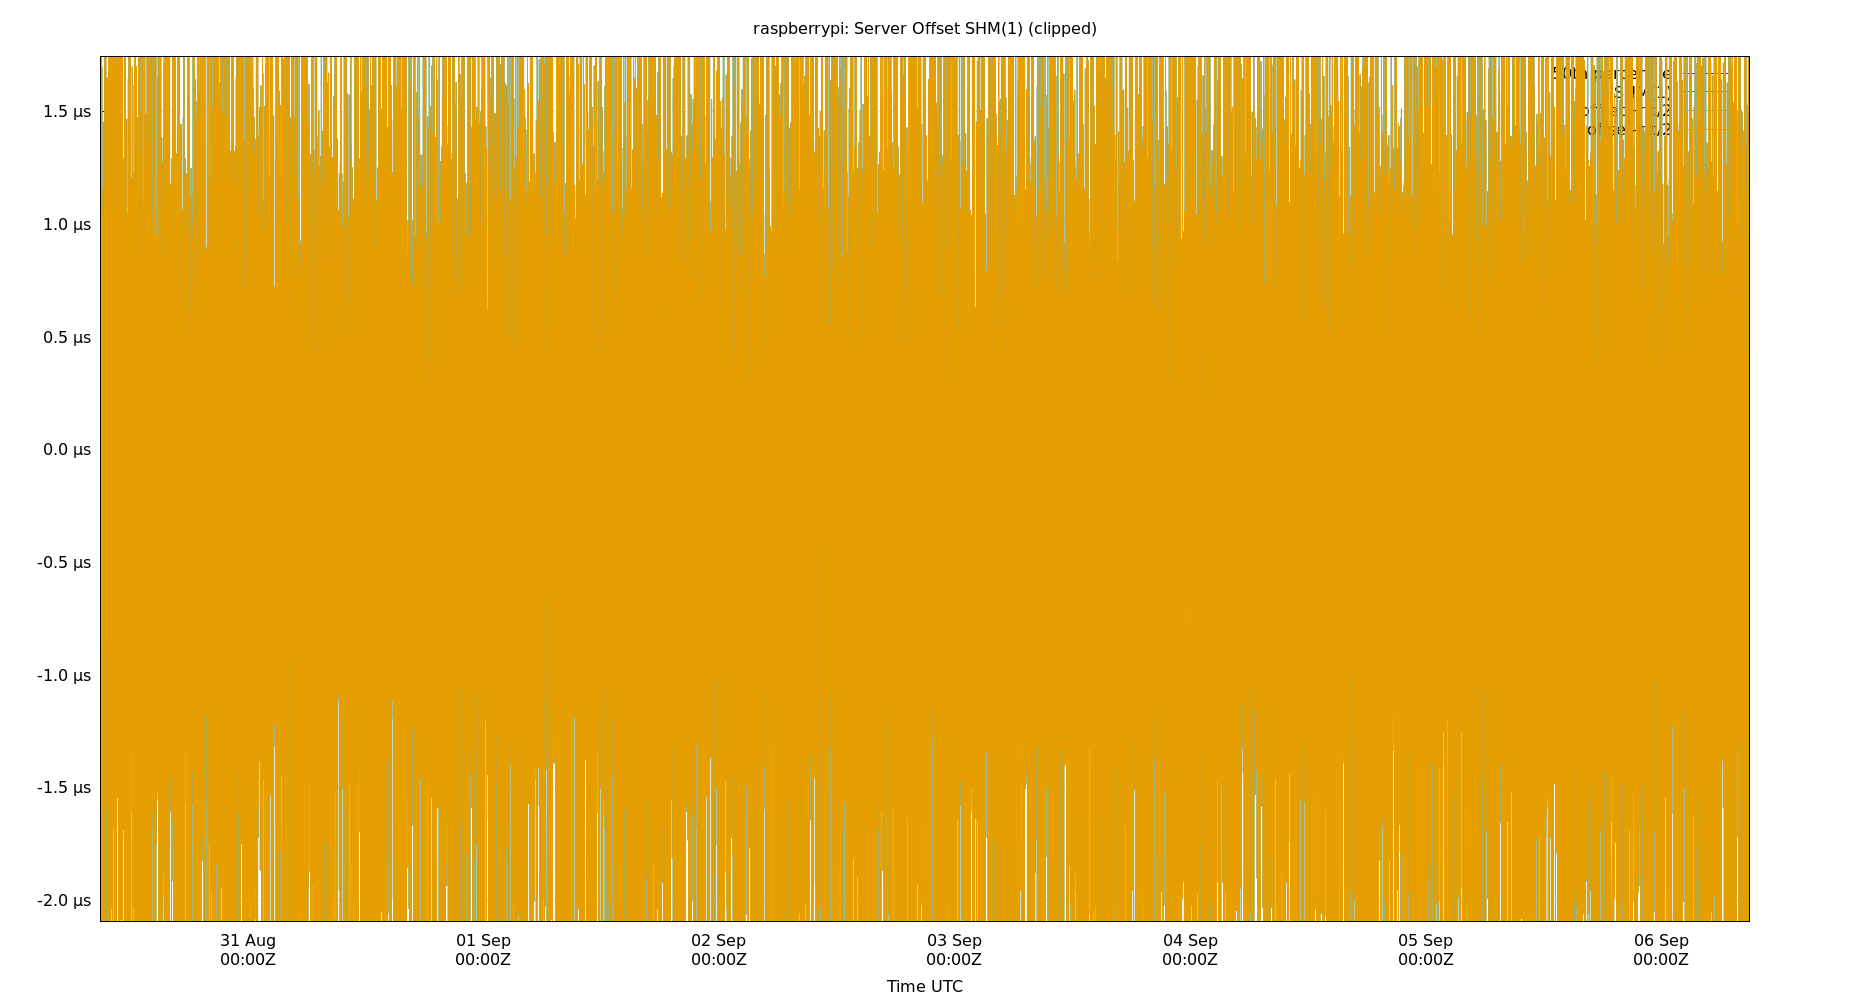 raspberrypi: Server Offset SHM(1) (clipped)
1.5 µs
1.0 µs
0.5 µs
0.0 µs
-0.5 µs
-1.0 µs
-1.5 µs
-2.0 µs
31 Aug 01 Sep 02 Sep 03 Sep 04 Sep 05 Sep 06 Sep
00:00Z 00:00Z 00:00Z 00:00Z 00:00Z 00:00Z 00:00Z
Time UTC